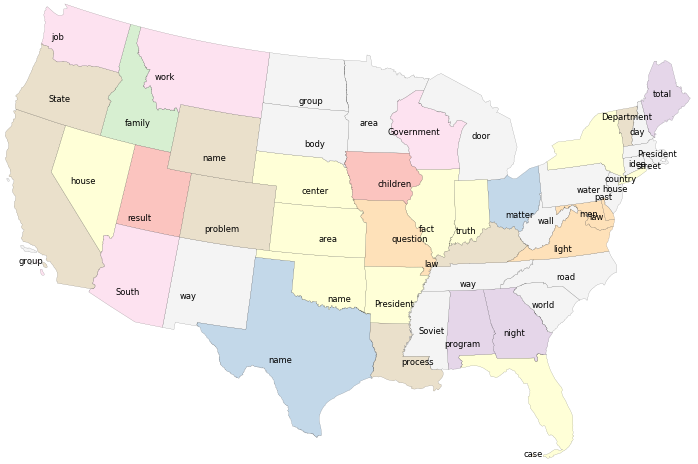 job
work
State
family
group
body
area
Government
door
total
Department
day
President
idea
street
name
house
center
children
country
house
water
past
result
problem
area
question
fact
truth
matter
wall
men
law
light
group
South
way
name
President
law
way
road
world
Soviet
program
night
name
process
case